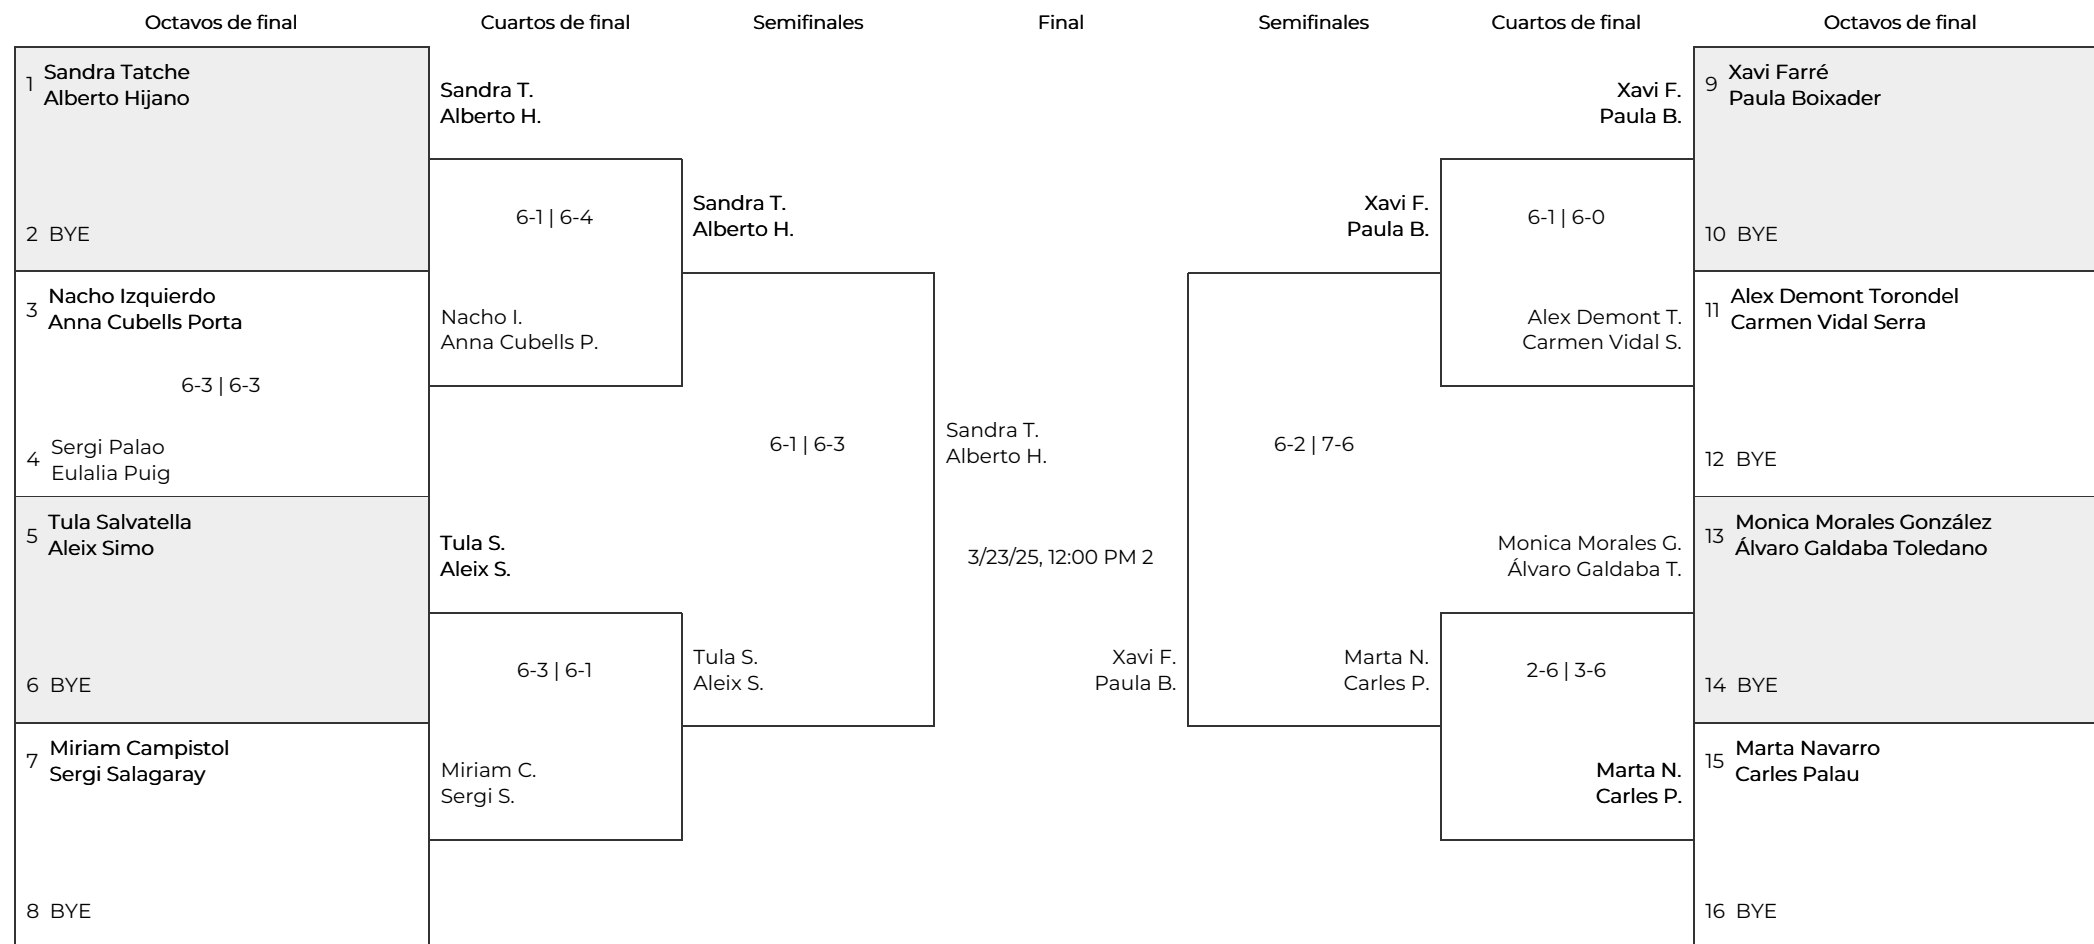 Octavos de final
Cuartos de final
Semifinales
Final
Semifinales
Cuartos de final
Octavos de final
1
Sandra Tatche
Alberto Hijano
2 BYE
3
Nacho Izquierdo
Anna Cubells Porta
6-3 | 6-3
4
Sergi Palao
Eulalia Puig
5
Tula Salvatella
Aleix Simo
6 BYE
7
Miriam Campistol
Sergi Salagaray
8 BYE
Sandra T.
Alberto H.
6-1 | 6-4
Nacho I.
Anna Cubells P.
Tula S.
Aleix S.
6-3 | 6-1
Miriam C.
Sergi S.
Sandra T.
Alberto H.
6-1 | 6-3
Tula S.
Aleix S.
Sandra T.
Alberto H.
3/23/25, 12:00 PM 2
Xavi F.
Paula B.
Xavi F.
Paula B.
6-2 | 7-6
Marta N.
Carles P.
Xavi F.
Paula B.
6-1 | 6-0
Alex Demont T.
Carmen Vidal S.
Monica Morales G.
Álvaro Galdaba T.
2-6 | 3-6
Marta N.
Carles P.
9
Xavi Farré
Paula Boixader
10 BYE
11
Alex Demont Torondel
Carmen Vidal Serra
12 BYE
13
Monica Morales González
Álvaro Galdaba Toledano
14 BYE
15
Marta Navarro
Carles Palau
16 BYE